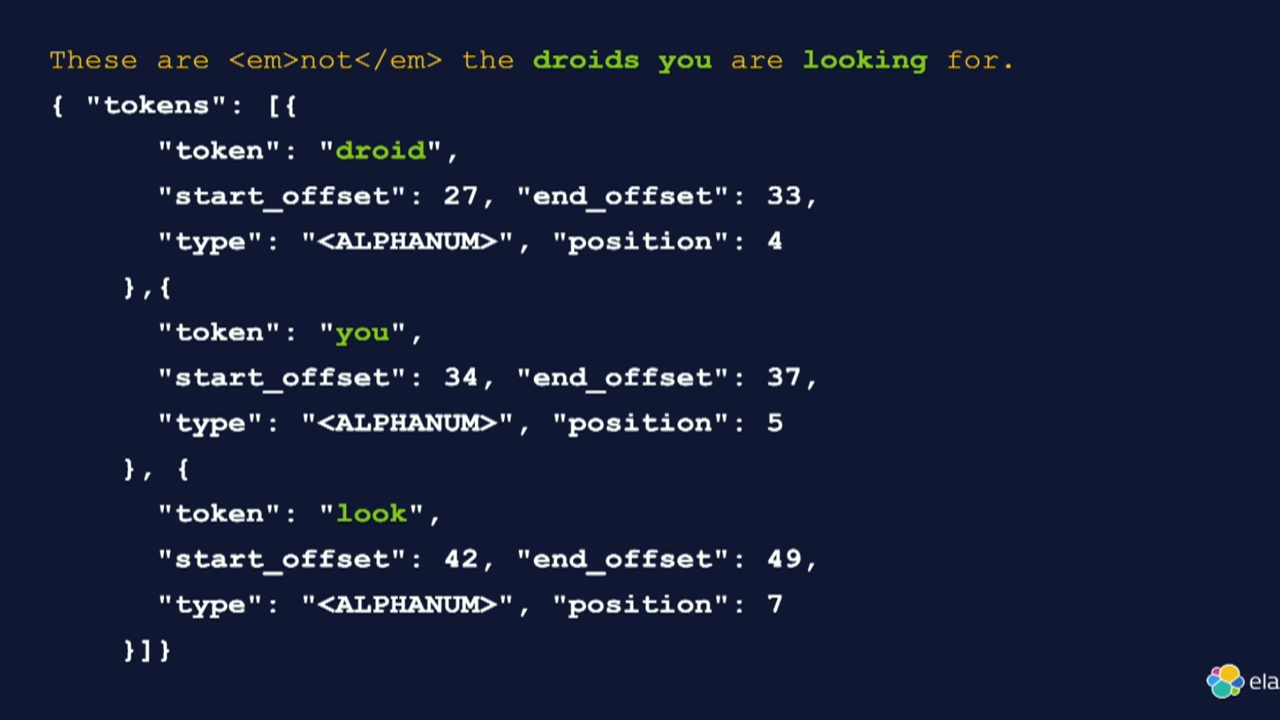 These are <em>not</em> the droids you are looking for.
{ "tokens": [{
"token": "droid",
"start_offset": 27, "end_offset": 33,
"type": "<ALPHANUM>", "position": 4
},{
"token": "you",
"start_offset": 34, "end_offset": 37,
"type": "<ALPHANUM>", "position": 5
}, {
"token": "look",
"start_offset": 42, "end_offset": 49,
"type": "<ALPHANUM>", "position": 7
}]}
ela